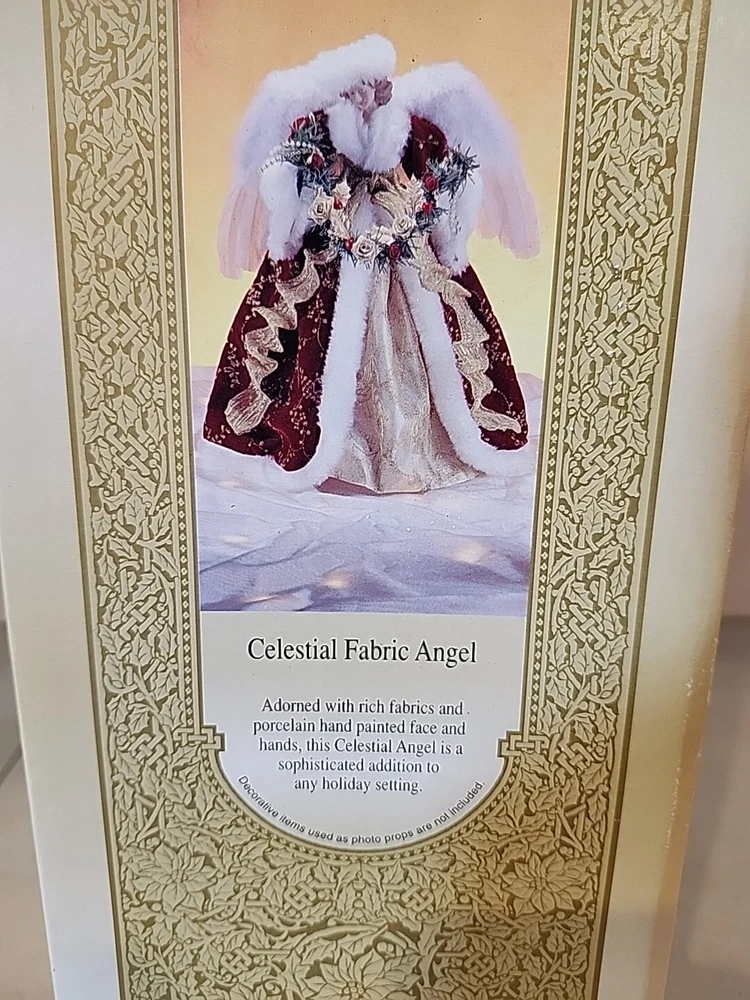 Celestial Fabric Angel
Adorned with rich fabrics and
porcelain hand painted face and
hands, this Celestial Angel is a
sophisticated addition to
any holiday setting.
Decorative items used as photo props are not included.